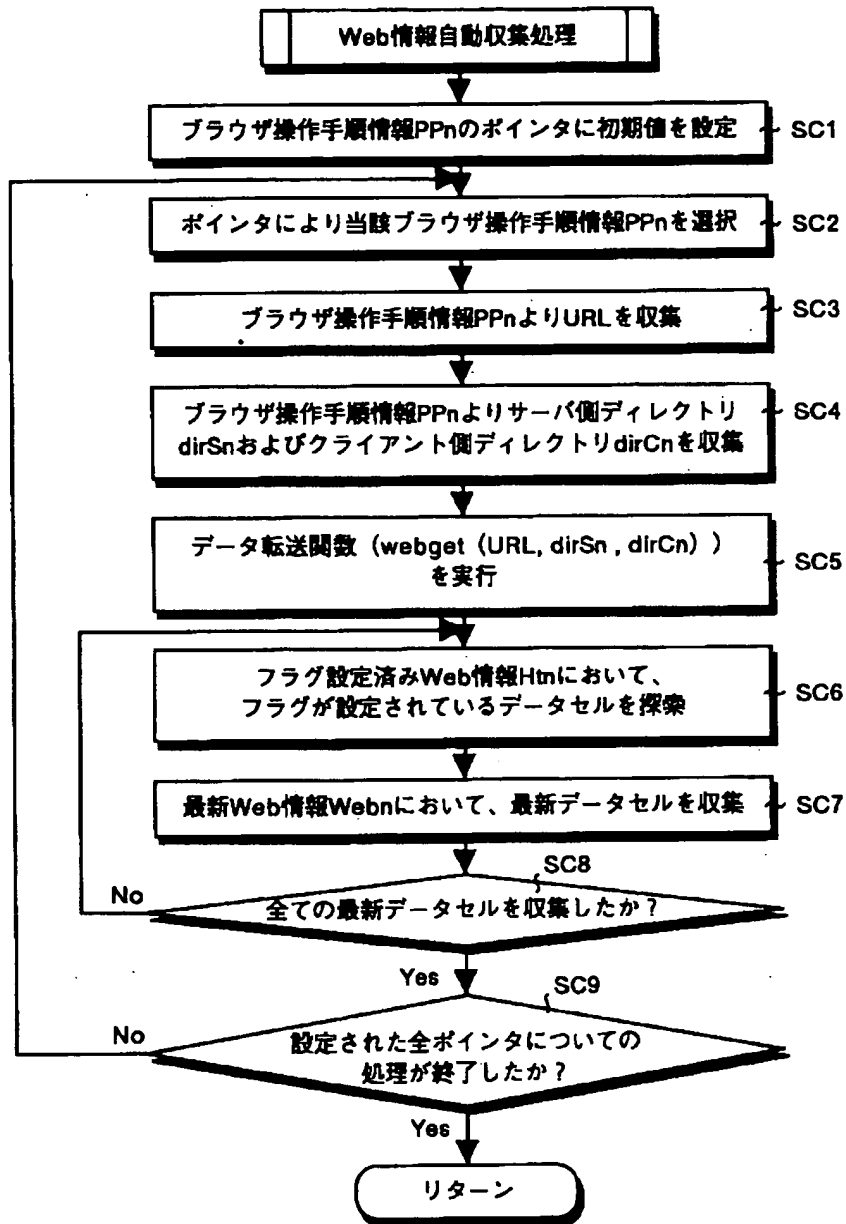 Web情報自動収集処理
ブラウザ操作手順情報PPnのポインタに初期値を設定
SC1
ポインタにより当該ブラウザ操作手順情報PPnを選択
SC2
ブラウザ操作手順情報PPnよりURLを収集
SC3
ブラウザ操作手順情報PPnよりサーバ側ディレクトリ
dirSnおよびクライアント側ディレクトリdirCnを収集
SC4
データ転送関数（webget（URL, dirSn , dirCn））
を実行
SC5
フラグ設定済みWeb情報Htnにおいて、
フラグが設定されているデータセルを探索
SC6
最新Web情報Webnにおいて、最新データセルを収集
SC7
SC8
No
全ての最新データセルを収集したか？
Yes
SC9
No
設定された全ポインタについての
処理が終了したか？
Yes
リターン